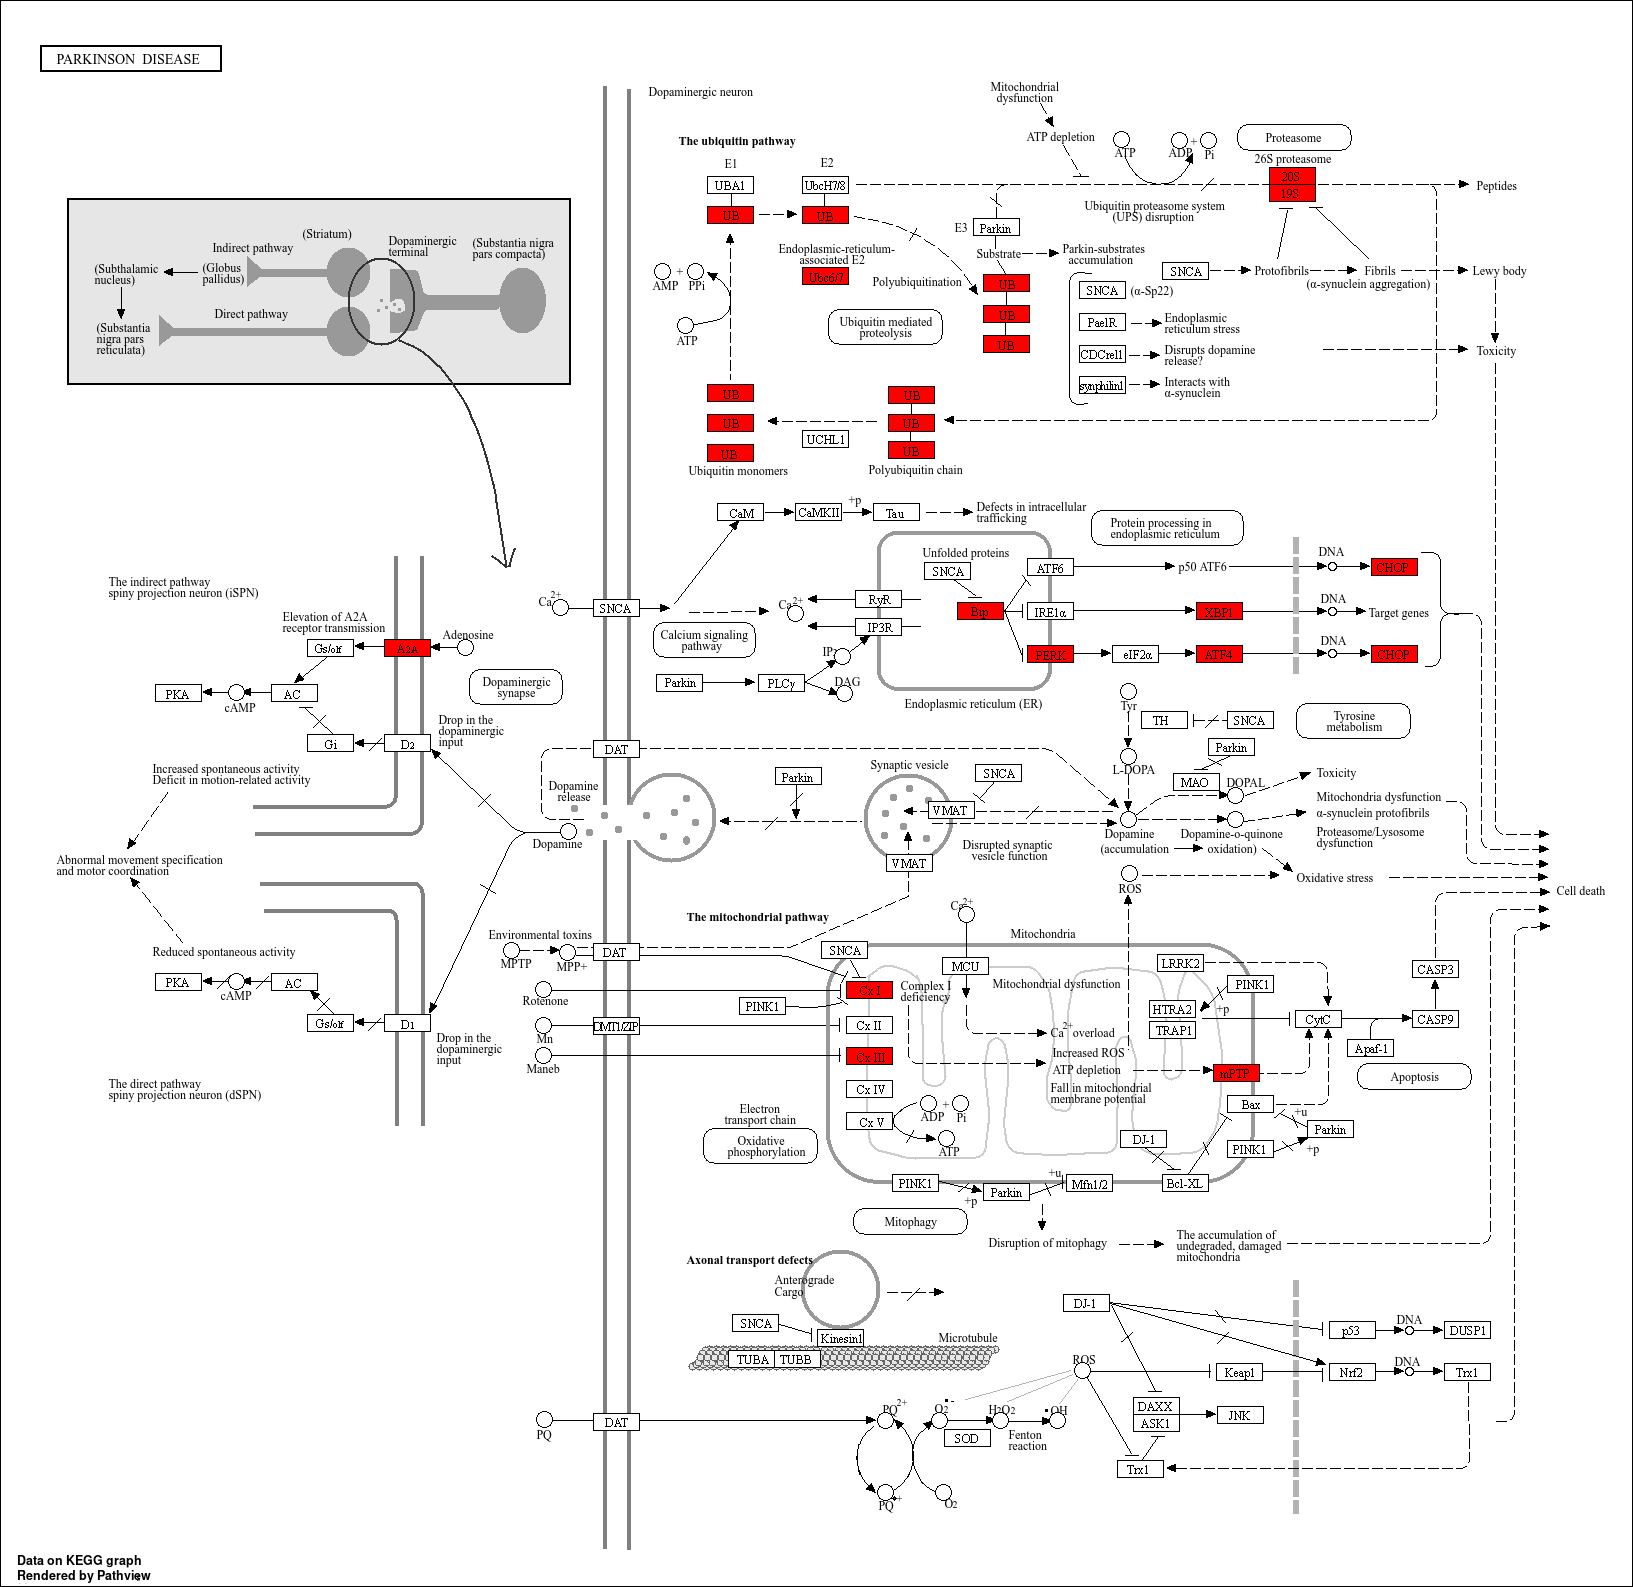 PARKINSON DISEASE
Dopaminergic neuron
Mitochondrial
dysfunction
ATP depletion
ATP
ADP
+
Pi
Proteasome
26S proteasome
20S
19S
Peptides
The ubiquitin pathway
E1
E2
UBA1
UbcH7/8
UB
UB
E3
Parkin
Ubiquitin proteasome system
(UPS) disruption
Endoplasmic-reticulum-
associated E2
Ubc6/7
Substrate
Parkin-substrates
accumulation
Polyubiquitination
AMP
+
PPi
ATP
Ubiquitin mediated
proteolysis
UB
UB
UB
SNCA
Protofibrils
Fibrils
Lewy body
(α-synuclein aggregation)
SNCA
(α-Sp22)
PaelR
Endoplasmic
reticulum stress
CDCrel1
Disrupts dopamine
release?
synphilin1
Interacts with
α-synuclein
Toxicity
UB
UB
UB
Ubiquitin monomers
UCHL1
UB
UB
UB
Polyubiquitin chain
(Striatum)
Indirect pathway
Dopaminergic
terminal
(Substantia nigra
pars compacta)
(Subthalamic
nucleus)
(Globus
pallidus)
Direct pathway
(Substantia
nigra pars
reticulata)
CaM
CaMKII
+p
Tau
Defects in intracellular
trafficking
Protein processing in
endoplasmic reticulum
Unfolded proteins
SNCA
ATF6
p50 ATF6
DNA
CHOP
Ca2+
SNCA
Ca2+
RyR
IP3R
Bip
IRE1α
XBP1
DNA
Target genes
Calcium signaling
pathway
IP3
DAG
PERK
eIF2α
ATF4
DNA
CHOP
Parkin
PLCγ
Endoplasmic reticulum (ER)
The indirect pathway
spiny projection neuron (iSPN)
Elevation of A2A
receptor transmission
Gs/olf
A2A
Adenosine
PKA
cAMP
AC
Dopaminergic
synapse
Gi
D2
Drop in the
dopaminergic
input
Increased spontaneous activity
Deficit in motion-related activity
Abnormal movement specification
and motor coordination
Reduced spontaneous activity
PKA
cAMP
AC
Gs/olf
D1
Drop in the
dopaminergic
input
The direct pathway
spiny projection neuron (dSPN)
DAT
Dopamine
release
Dopamine
Parkin
Synaptic vesicle
VMAT
SNCA
VMAT
Disrupted synaptic
vesicle function
Tyr
TH
SNCA
Tyrosine
metabolism
L-DOPA
Parkin
MAO
DOPAL
Toxicity
Dopamine
(accumulation
Dopamine-o-quinone
oxidation)
Mitochondria dysfunction
α-synuclein protofibrils
Proteasome/Lysosome
dysfunction
ROS
Oxidative stress
Cell death
The mitochondrial pathway
Environmental toxins
MPTP
MPP+
DAT
Rotenone
Mn
DMT1/ZIP
Maneb
Ca2+
Mitochondria
SNCA
MCU
Cx I
Complex I
deficiency
PINK1
Cx II
Cx III
Cx IV
Cx V
Mitochondrial dysfunction
Ca2+ overload
Increased ROS
ATP depletion
Fall in mitochondrial
membrane potential
ADP
+
Pi
ATP
LRRK2
PINK1
HTRA2
+p
TRAP1
CytC
CASP3
CASP9
Apaf-1
Apoptosis
mPTP
Bax
+u
Parkin
PINK1
+p
DJ-1
Bcl-XL
Electron
transport chain
Oxidative
phosphorylation
PINK1
+p
Parkin
+u
Mfn1/2
Mitophagy
Disruption of mitophagy
The accumulation of
undegraded, damaged
mitochondria
Axonal transport defects
Anterograde
Cargo
SNCA
Kinesin1
Microtubule
TUBA
TUBB
DJ-1
p53
DNA
DUSP1
ROS
Keap1
Nrf2
DNA
Trx1
DAXX
ASK1
JNK
Trx1
PQ
DAT
PQ2+
O2•-
H2O2
•OH
SOD
Fenton
reaction
PQ•+
O2
Data on KEGG graph
Rendered by Pathview